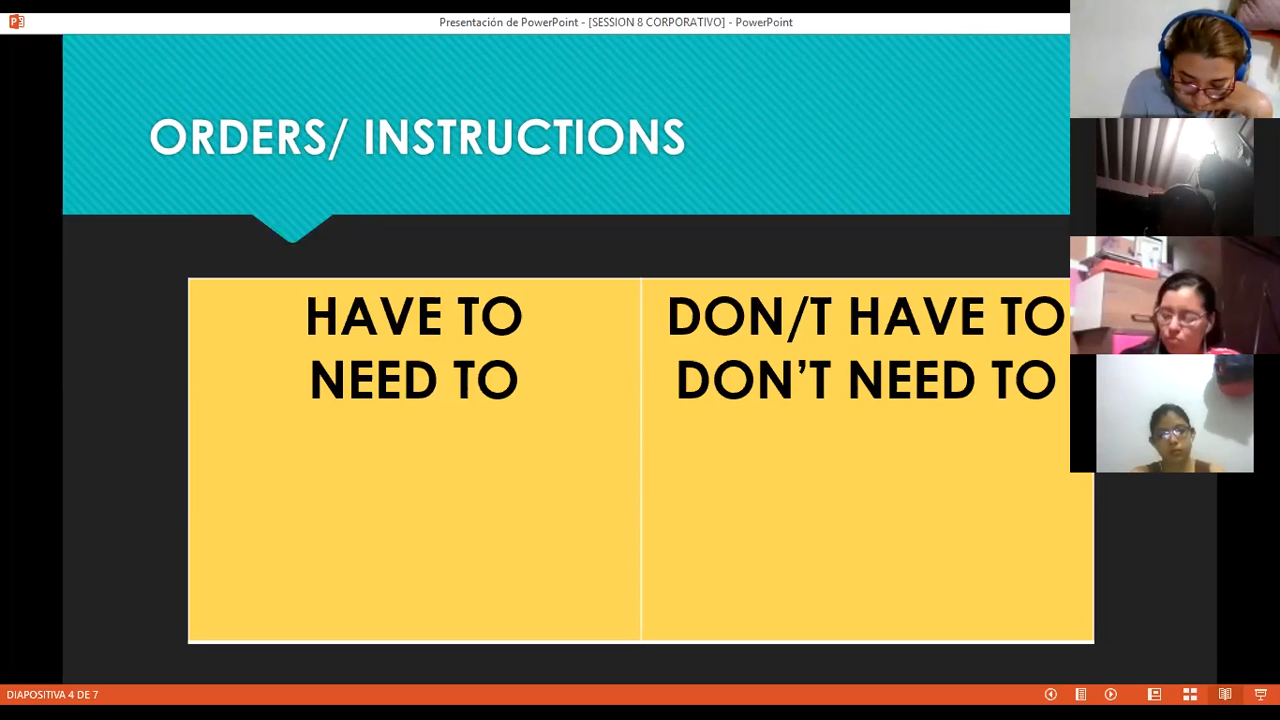 Presentación de PowerPoint - [SESSION 8 CORPORATIVO] - PowerPoint
ORDERS/ INSTRUCTIONS
HAVE TO
NEED TO
DON/T HAVE TO
DON’T NEED TO
DIAPOSITIVA 4 DE 7